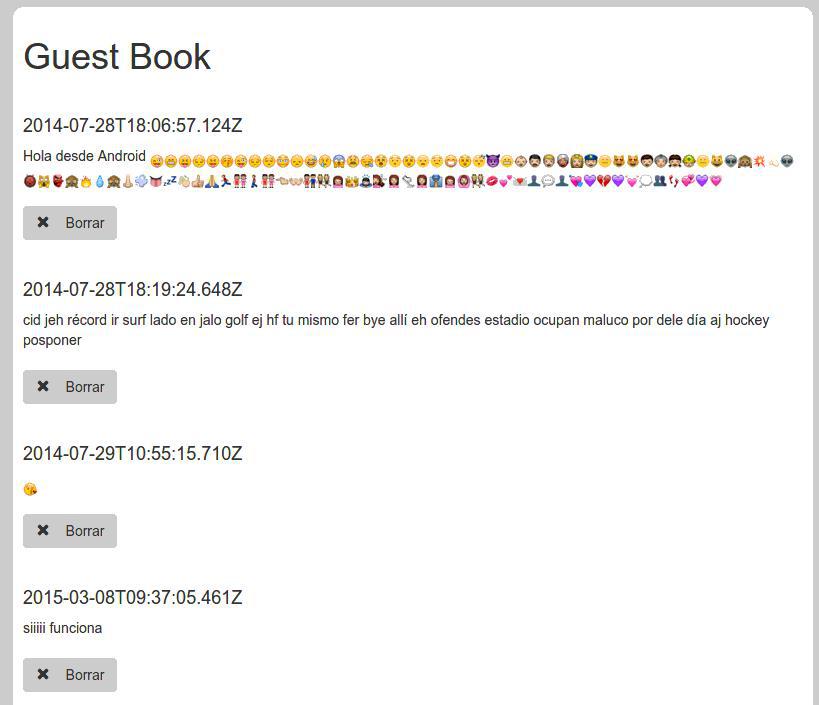 Guest Book
2014-07-28T18:06:57.124Z
Hola desde Android
Borrar
2014-07-28T18:19:24.648Z
cid jeh récord ir surf lado en jalo golf ej hf tu mismo fer bye allí eh ofendes estadio ocupan maluco por dele día aj hockey
posponer
Borrar
2014-07-29T10:55:15.710Z
😘
Borrar
2015-03-08T09:37:05.461Z
siiiii funciona
Borrar